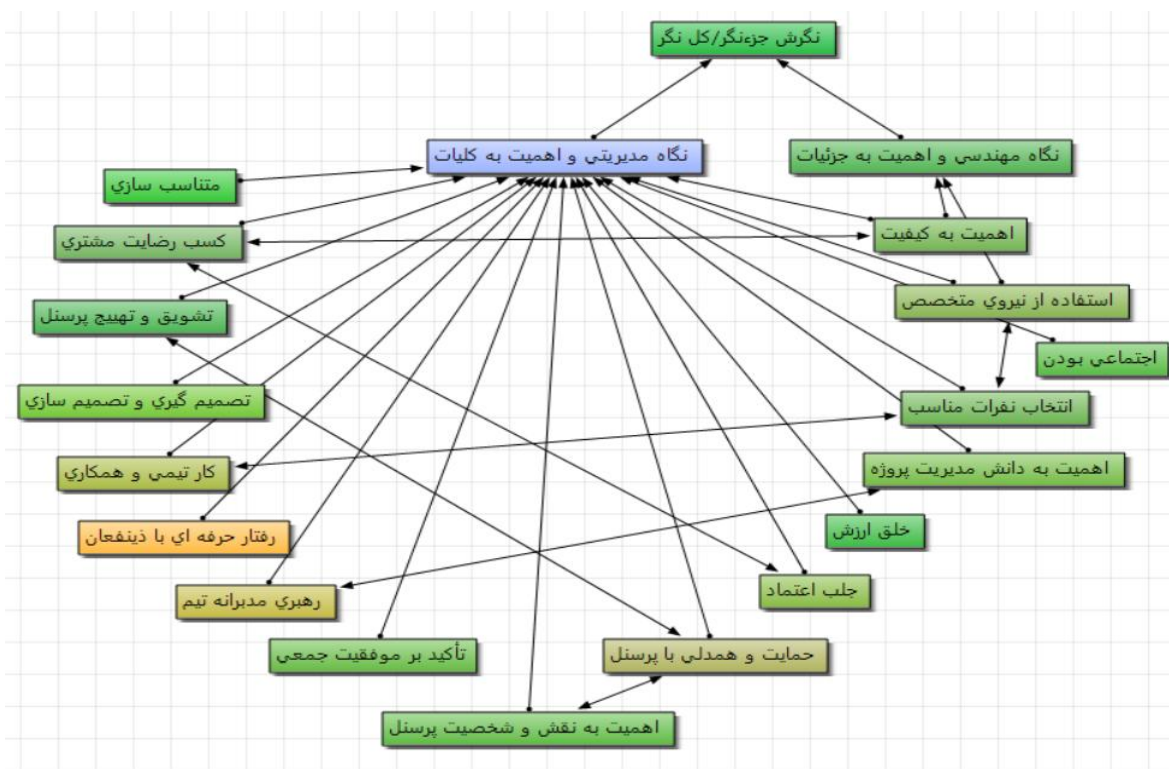 نگرش جزءنگر/کل نگر
نگاه مهندسي و اهميت به جزئيات
نگاه مديريتي و اهميت به کليات
متناسب سازي
اهميت به کيفيت
کسب رضايت مشتري
استفاده از نيروي متخصص
تشويق و تهييج پرسنل
اجتماعي بودن
انتخاب نفرات مناسب
تصميم گيري و تصميم سازي
اهميت به دانش مديريت پروژه
کار تيمي و همکاري
خلق ارزش
رفتار حرفه اي با ذينفعان
جلب اعتماد
رهبري مدبرانه تيم
حمايت و همدلي با پرسنل
تأکيد بر موفقيت جمعي
اهميت به نقش و شخصيت پرسنل